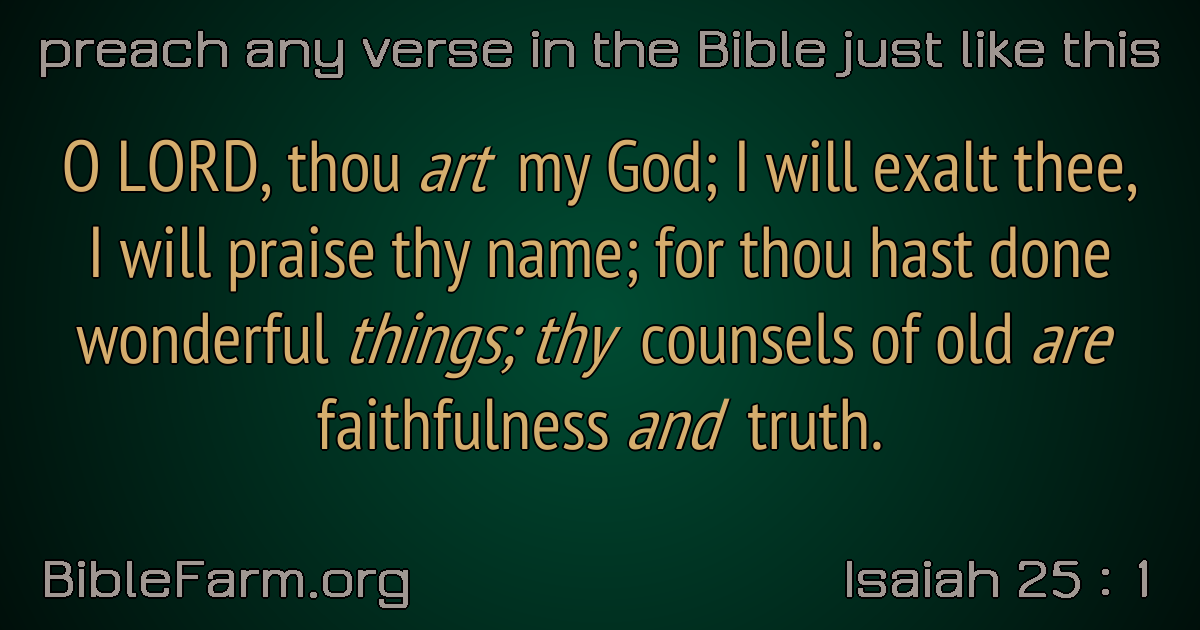 preach any verse in the Bible just like this
O LORD, thou art my God; I will exalt thee,
I will praise thy name; for thou hast done
wonderful things; thy counsels of old are
faithfulness and truth.
BibleFarm.org
Isaiah 25 : 1